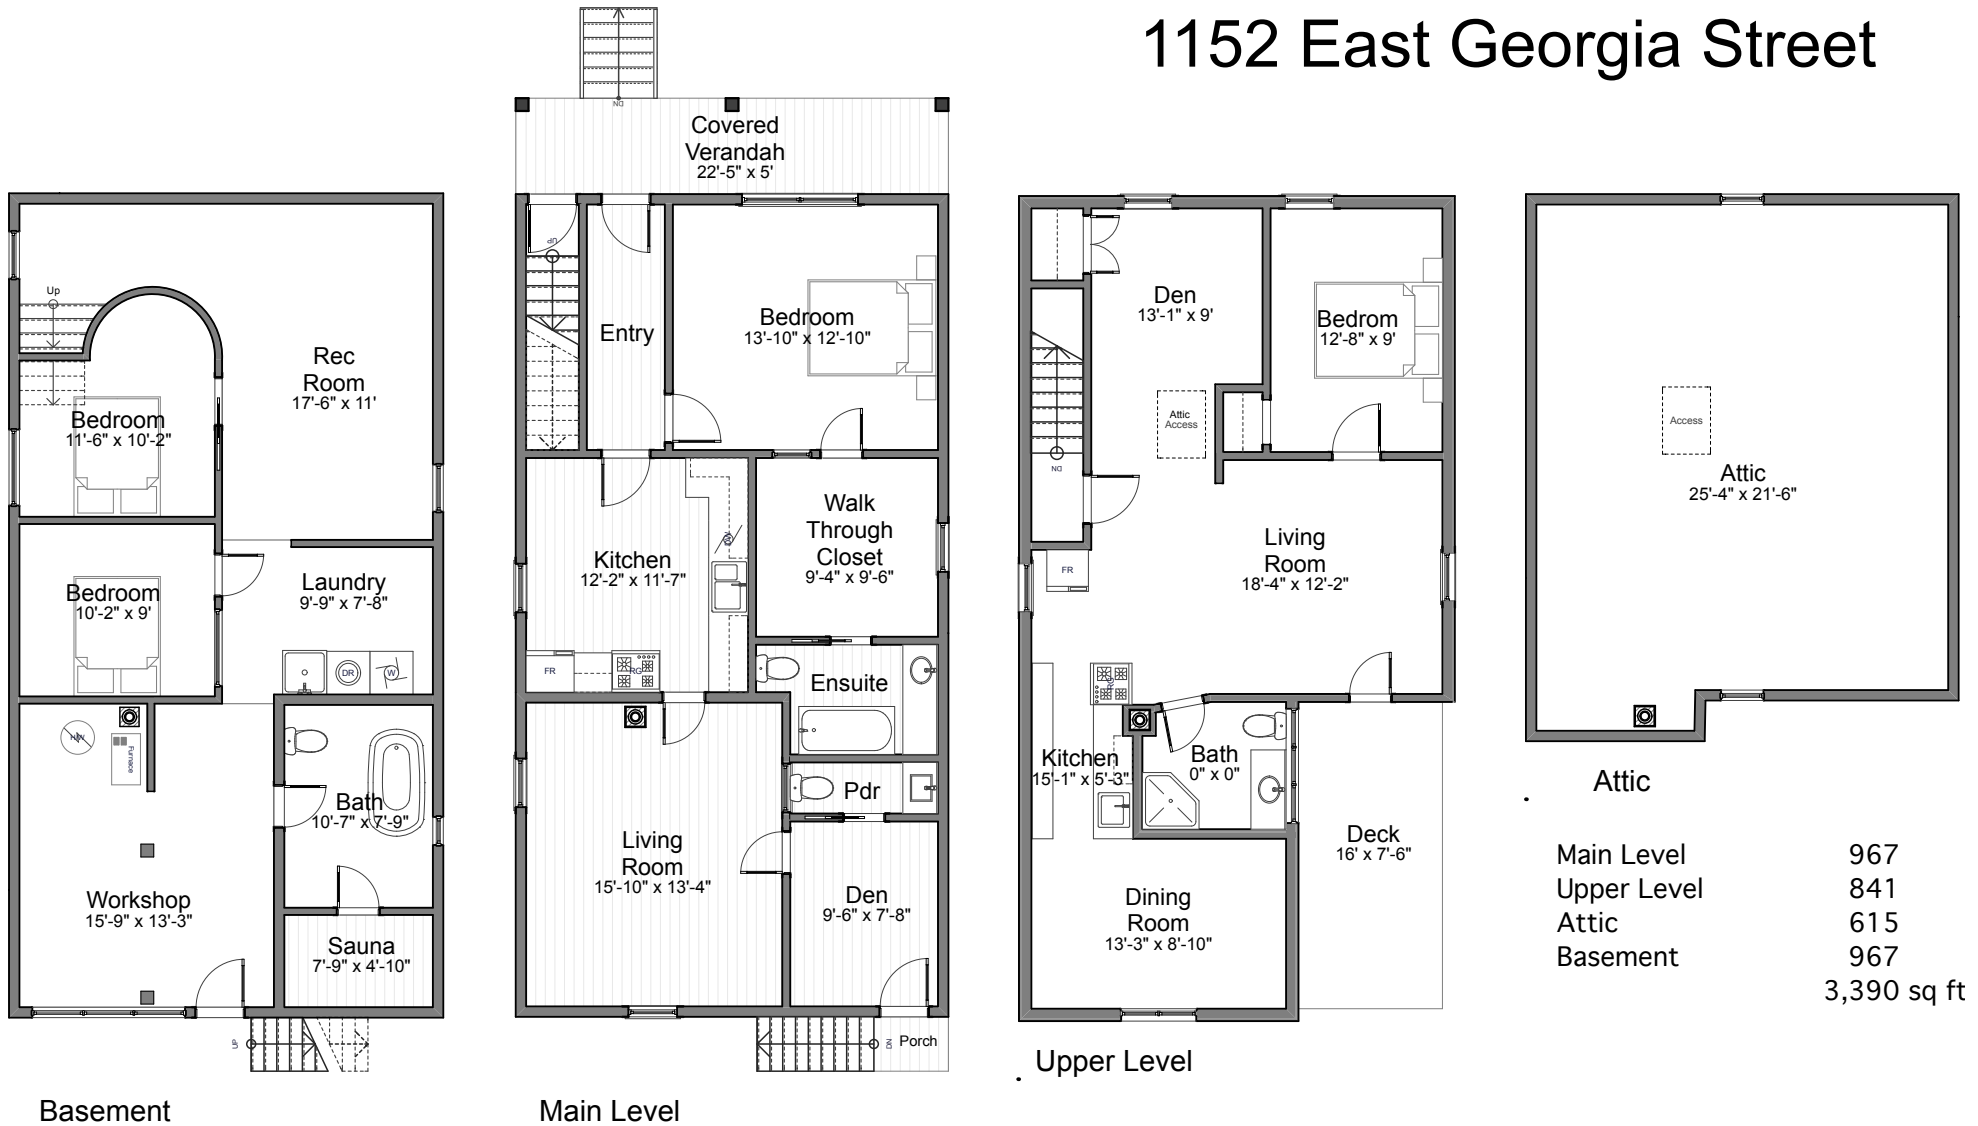 1152 East Georgia Street
Up
Rec
Room
17'-6" x 11'
Bedroom
11'-6" x 10'-2"
Bedroom
10'-2" x 9'
Laundry
9'-9" x 7'-8"
DR
W
H/W
Furnace
Bath
10'-7" x 7'-9"
Workshop
15'-9" x 13'-3"
Sauna
7'-9" x 4'-10"
UP
Basement
DN
Covered
Verandah
22'-5" x 5'
UP
Entry
Bedroom
13'-10" x 12'-10"
Kitchen
12'-2" x 11'-7"
DW
Walk
Through
Closet
9'-4" x 9'-6"
FR
RG
Ensuite
Pdr
Living
Room
15'-10" x 13'-4"
Den
9'-6" x 7'-8"
DN
Porch
Main Level
Den
13'-1" x 9'
Bedrom
12'-8" x 9'
Attic
Access
DN
Living
Room
18'-4" x 12'-2"
FR
RG
Kitchen
15'-1" x 5'-3"
Bath
0" x 0"
Deck
16' x 7'-6"
Dining
Room
13'-3" x 8'-10"
. Upper Level
Access
Attic
25'-4" x 21'-6"
. Attic
Main Level 967
Upper Level 841
Attic 615
Basement 967
3,390 sq ft